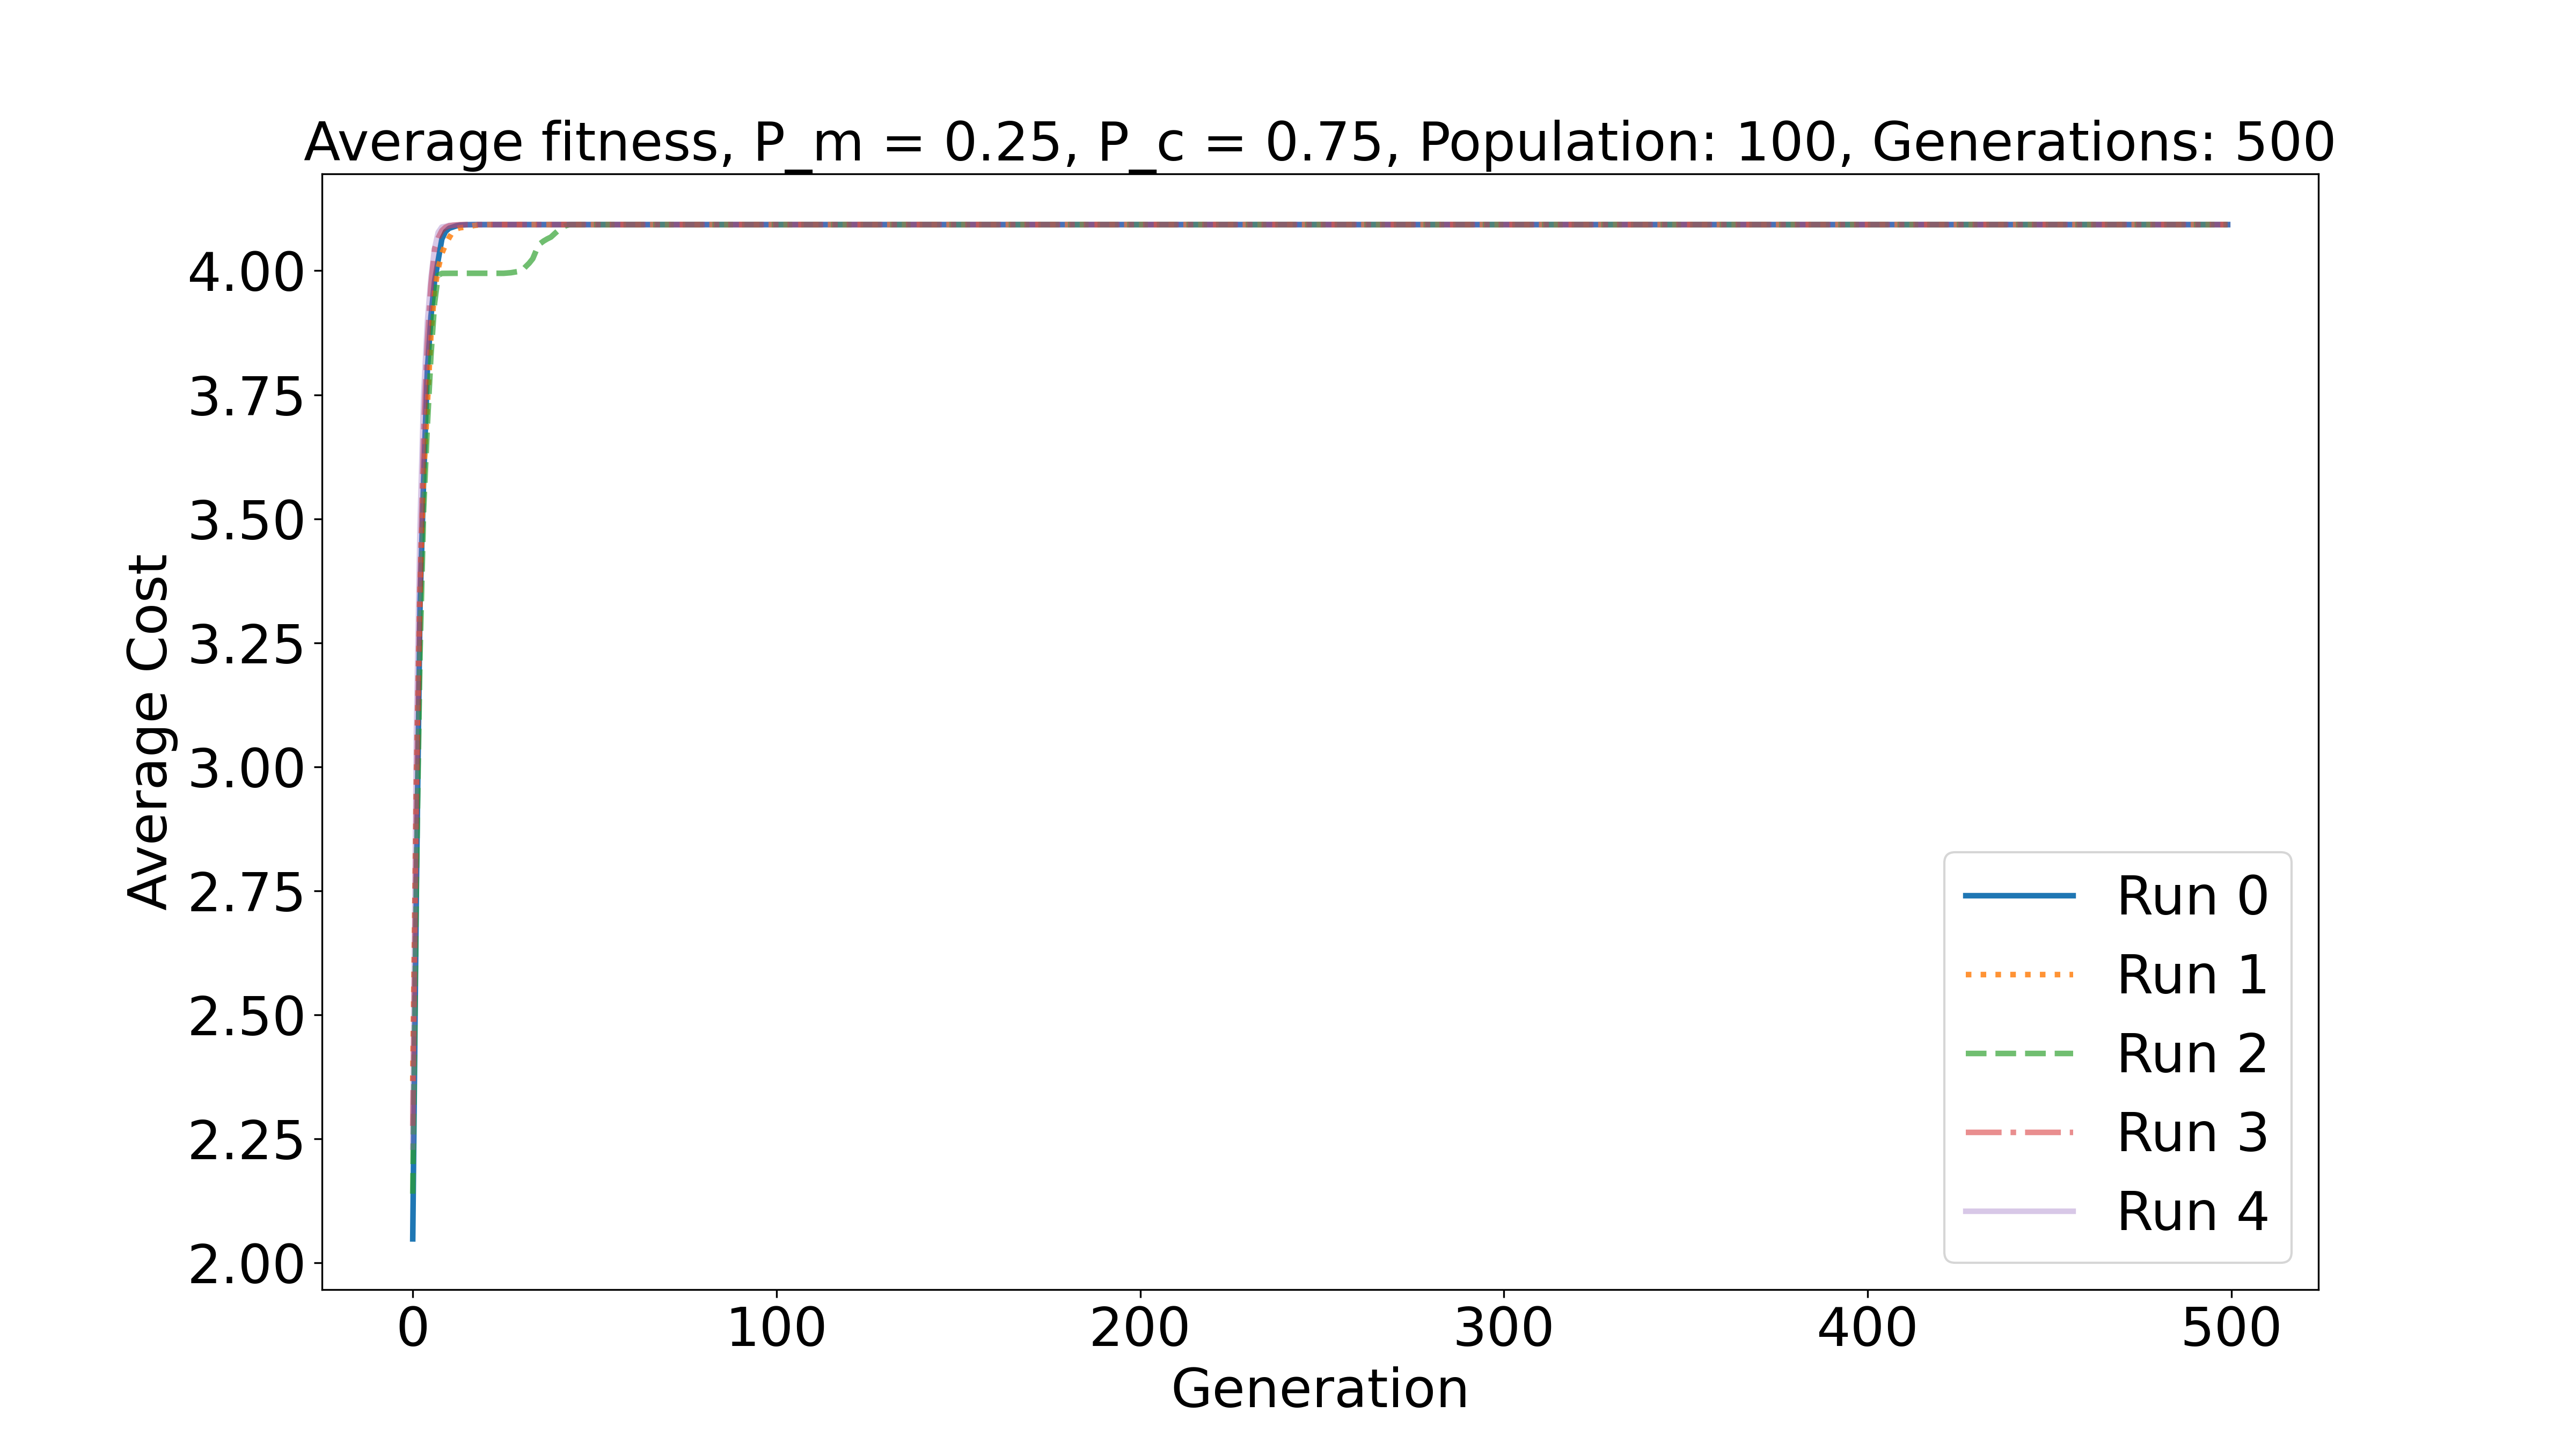 Average fitness, P_m = 0.25, P_c = 0.75, Population: 100, Generations: 500
Average Cost
4.00
3.75
3.50
3.25
3.00
2.75
2.50
2.25
2.00
Run 0
Run 1
Run 2
Run 3
Run 4
0 100 200 300 400 500
Generation